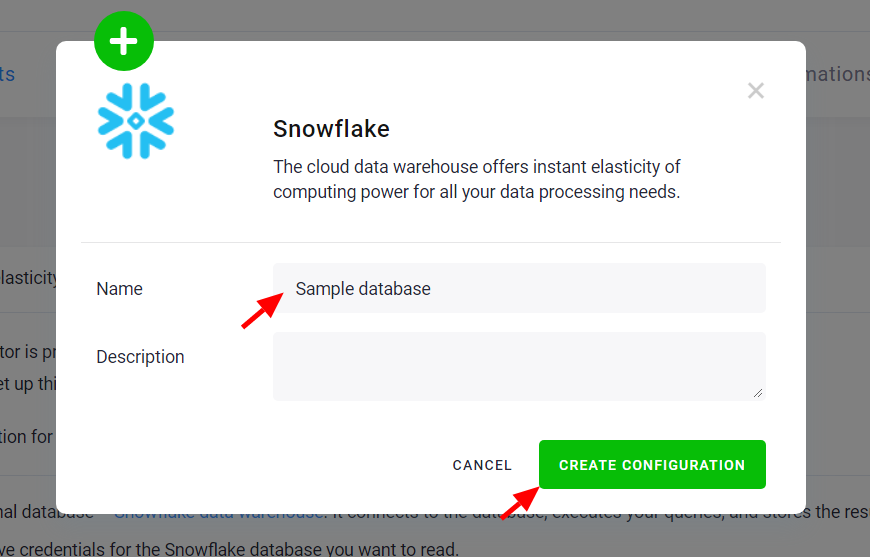 ts
mations
Snowflake
The cloud data warehouse offers instant elasticity of
computing power for all your data processing needs.
lasticity
Name
Sample database
tor is pr
Description
et up thi
tion for
CANCEL
CREATE CONFIGURATION
nal database - Snowflake data warehouse. It connects to the database, executes your queries, and stores the res
ve credentials for the Snowflake database you want to read.